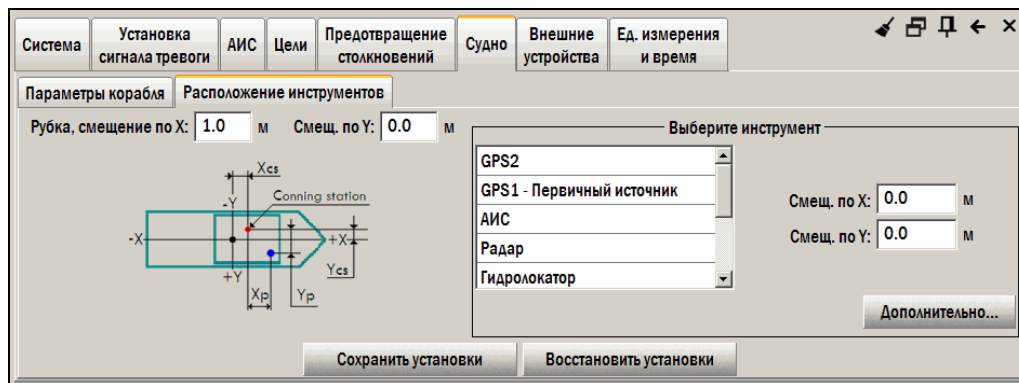 Система
Установка сигнала тревоги
АИС
Цели
Предотвращение столкновений
Судно
Внешние устройства
Ед. измерения и время
Параметры корабля
Расположение инструментов
Рубка, смещение по X: 1.0 м Смещ. по Y: 0.0 м
Выберите инструмент
GPS2
GPS1 - Первичный источник
АИС
Радар
Гидролокатор
Смещ. по X: 0.0 м
Смещ. по Y: 0.0 м
Дополнительно...
Xcs
-Y
Conning station
-X
+X
+Y
Ycs
Xp
Yp
Сохранить установки
Восстановить установки